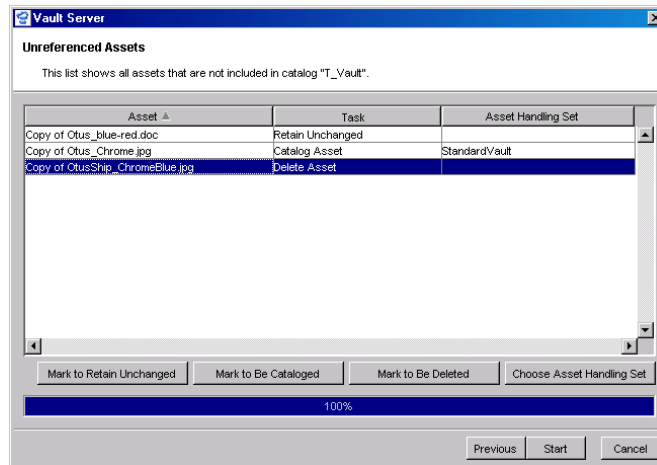 Vault Server
Unreferenced Assets
This list shows all assets that are not included in catalog "T_Vault".
Asset Task Asset Handling Set
Copy of Otus_blue-red.doc Retain Unchanged
Copy of Otus_Chrome.jpg Catalog Asset StandardVault
Copy of OtusShip_ChromeBlue.jpg Delete Asset
Mark to Retain Unchanged Mark to Be Cataloged Mark to Be Deleted Choose Asset Handling Set
100%
Previous Start Cancel